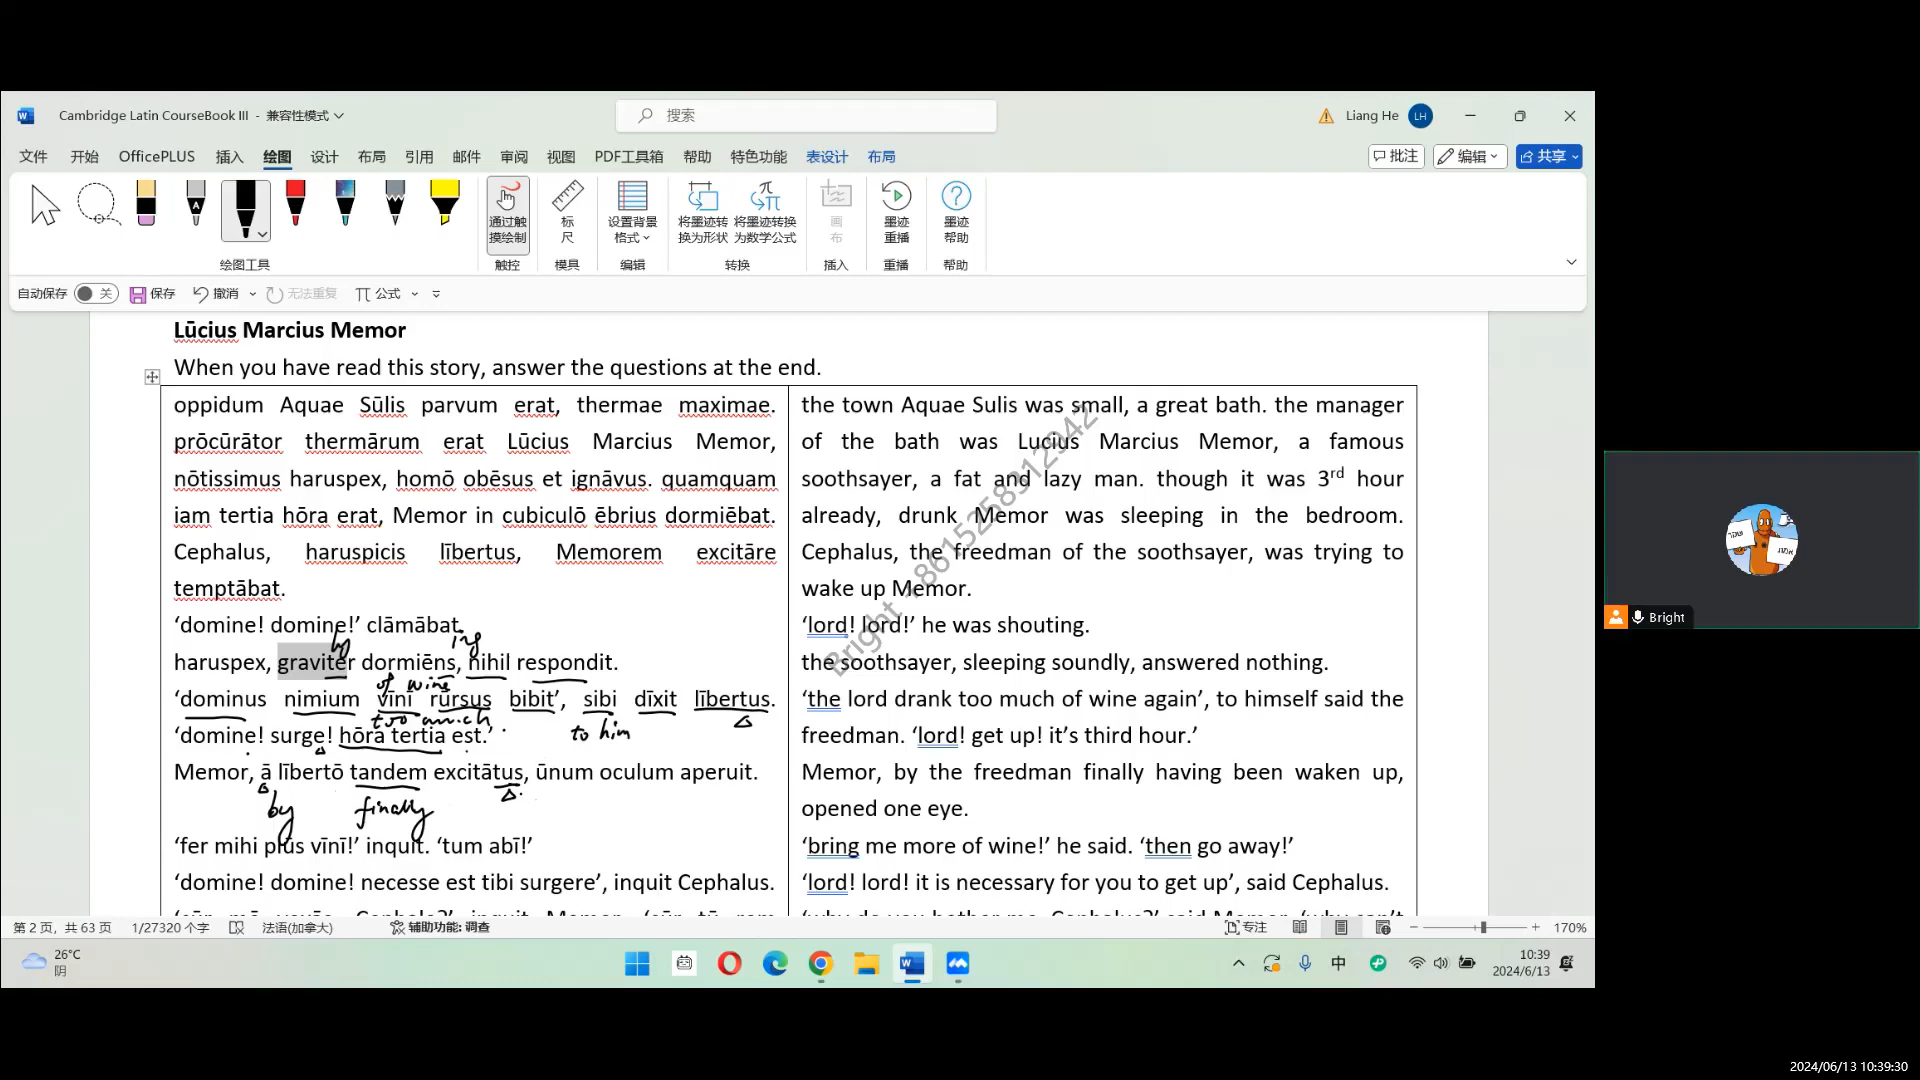 Cambridge Latin CourseBook III - 兼容性模式
搜索
Liang He
LH
文件 开始 OfficePLUS 插入 绘图 设计 布局 引用 邮件 审阅 视图 PDF工具箱 帮助 特色功能 表设计 布局
批注 编辑 共享
A
通过触摸绘制
标尺
设置背景格式
将墨迹转换为形状
将墨迹转换为数学公式
画布
墨迹重播
墨迹帮助
绘图工具 触控 模具 编辑 转换 插入 重播 帮助
自动保存 关 保存 撤消 无法重复 公式
Lūcius Marcius Memor
When you have read this story, answer the questions at the end.
oppidum Aquae Sūlis parvum erat, thermae maximae.
prōcūrātor thermārum erat Lūcius Marcius Memor,
nōtissimus haruspex, homō obēsus et ignāvus. quamquam
iam tertia hōra erat, Memor in cubiculō ēbrius dormiēbat.
Cephalus, haruspicis lībertus, Memorem excitāre
temptābat.
‘domine! domine!’ clāmābat.
by ing
haruspex, graviter dormiēns, nihil respondit.
of wine
‘dominus nimium vīnī rūrsus bibit’, sibi dīxit lībertus.
too much
to him
‘domine! surge! hōra tertia est.’
Memor, ā lībertō tandem excitātus, ūnum oculum aperuit.
by finally
‘fer mihi plūs vīnī!’ inquit. ‘tum abī!’
‘domine! domine! necesse est tibi surgere’, inquit Cephalus.
the town Aquae Sulis was small, a great bath. the manager
of the bath was Lucius Marcius Memor, a famous
soothsayer, a fat and lazy man. though it was 3rd hour
already, drunk Memor was sleeping in the bedroom.
Cephalus, the freedman of the soothsayer, was trying to
wake up Memor.
‘lord! lord!’ he was shouting.
the soothsayer, sleeping soundly, answered nothing.
‘the lord drank too much of wine again’, to himself said the
freedman. ‘lord! get up! it’s third hour.’
Memor, by the freedman finally having been waken up,
opened one eye.
‘bring me more of wine!’ he said. ‘then go away!’
‘lord! lord! it is necessary for you to get up’, said Cephalus.
Bright +8615258312942
第 2 页，共 63 页 1/27320 个字 法语(加拿大) 辅助功能: 调查 专注 170%
26°C
阴
中
10:39
2024/6/13
Bright
2024/06/13 10:39:30